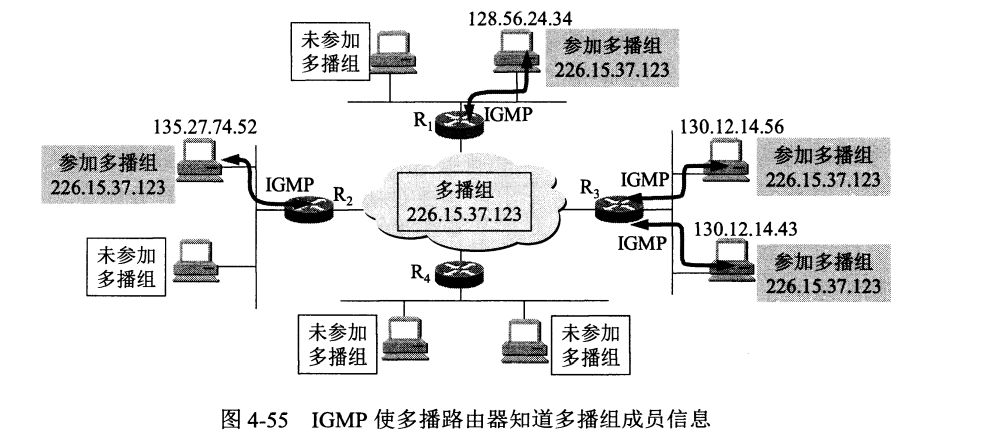 128.56.24.34
未参加
多播组
参加多播组
226.15.37.123
R1
IGMP
135.27.74.52
130.12.14.56
参加多播组
226.15.37.123
IGMP
R2
多播组
226.15.37.123
R3
IGMP
参加多播组
226.15.37.123
IGMP
130.12.14.43
未参加
多播组
R4
参加多播组
226.15.37.123
未参加
多播组
未参加
多播组
图 4-55 IGMP 使多播路由器知道多播组成员信息